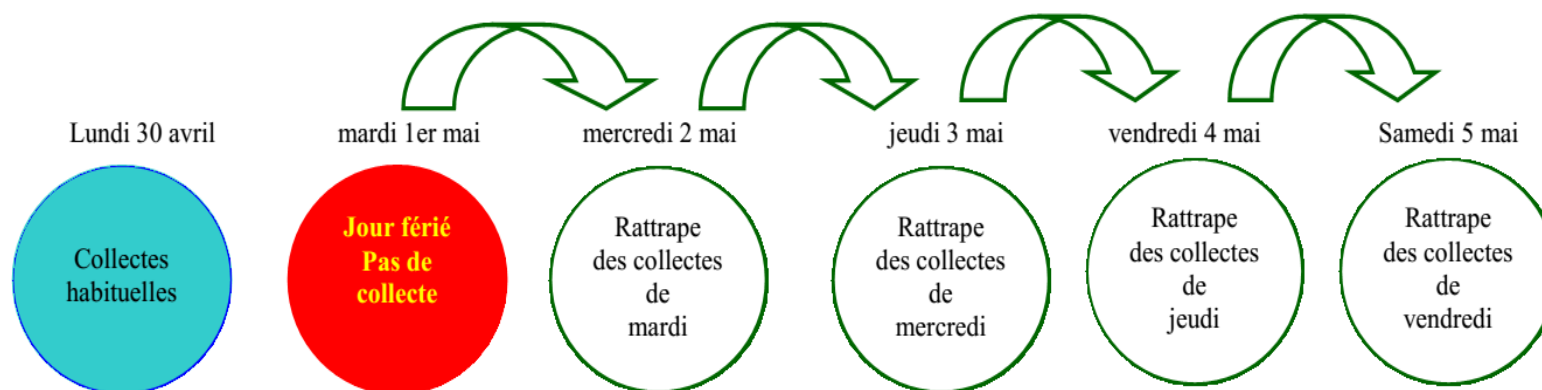 Lundi 30 avril
mardi 1er mai
mercredi 2 mai
jeudi 3 mai
vendredi 4 mai
Samedi 5 mai
Collectes
habituelles
Jour férié
Pas de
collecte
Rattrape
des collectes
de
mardi
Rattrape
des collectes
de
mercredi
Rattrape
des collectes
de
jeudi
Rattrape
des collectes
de
vendredi